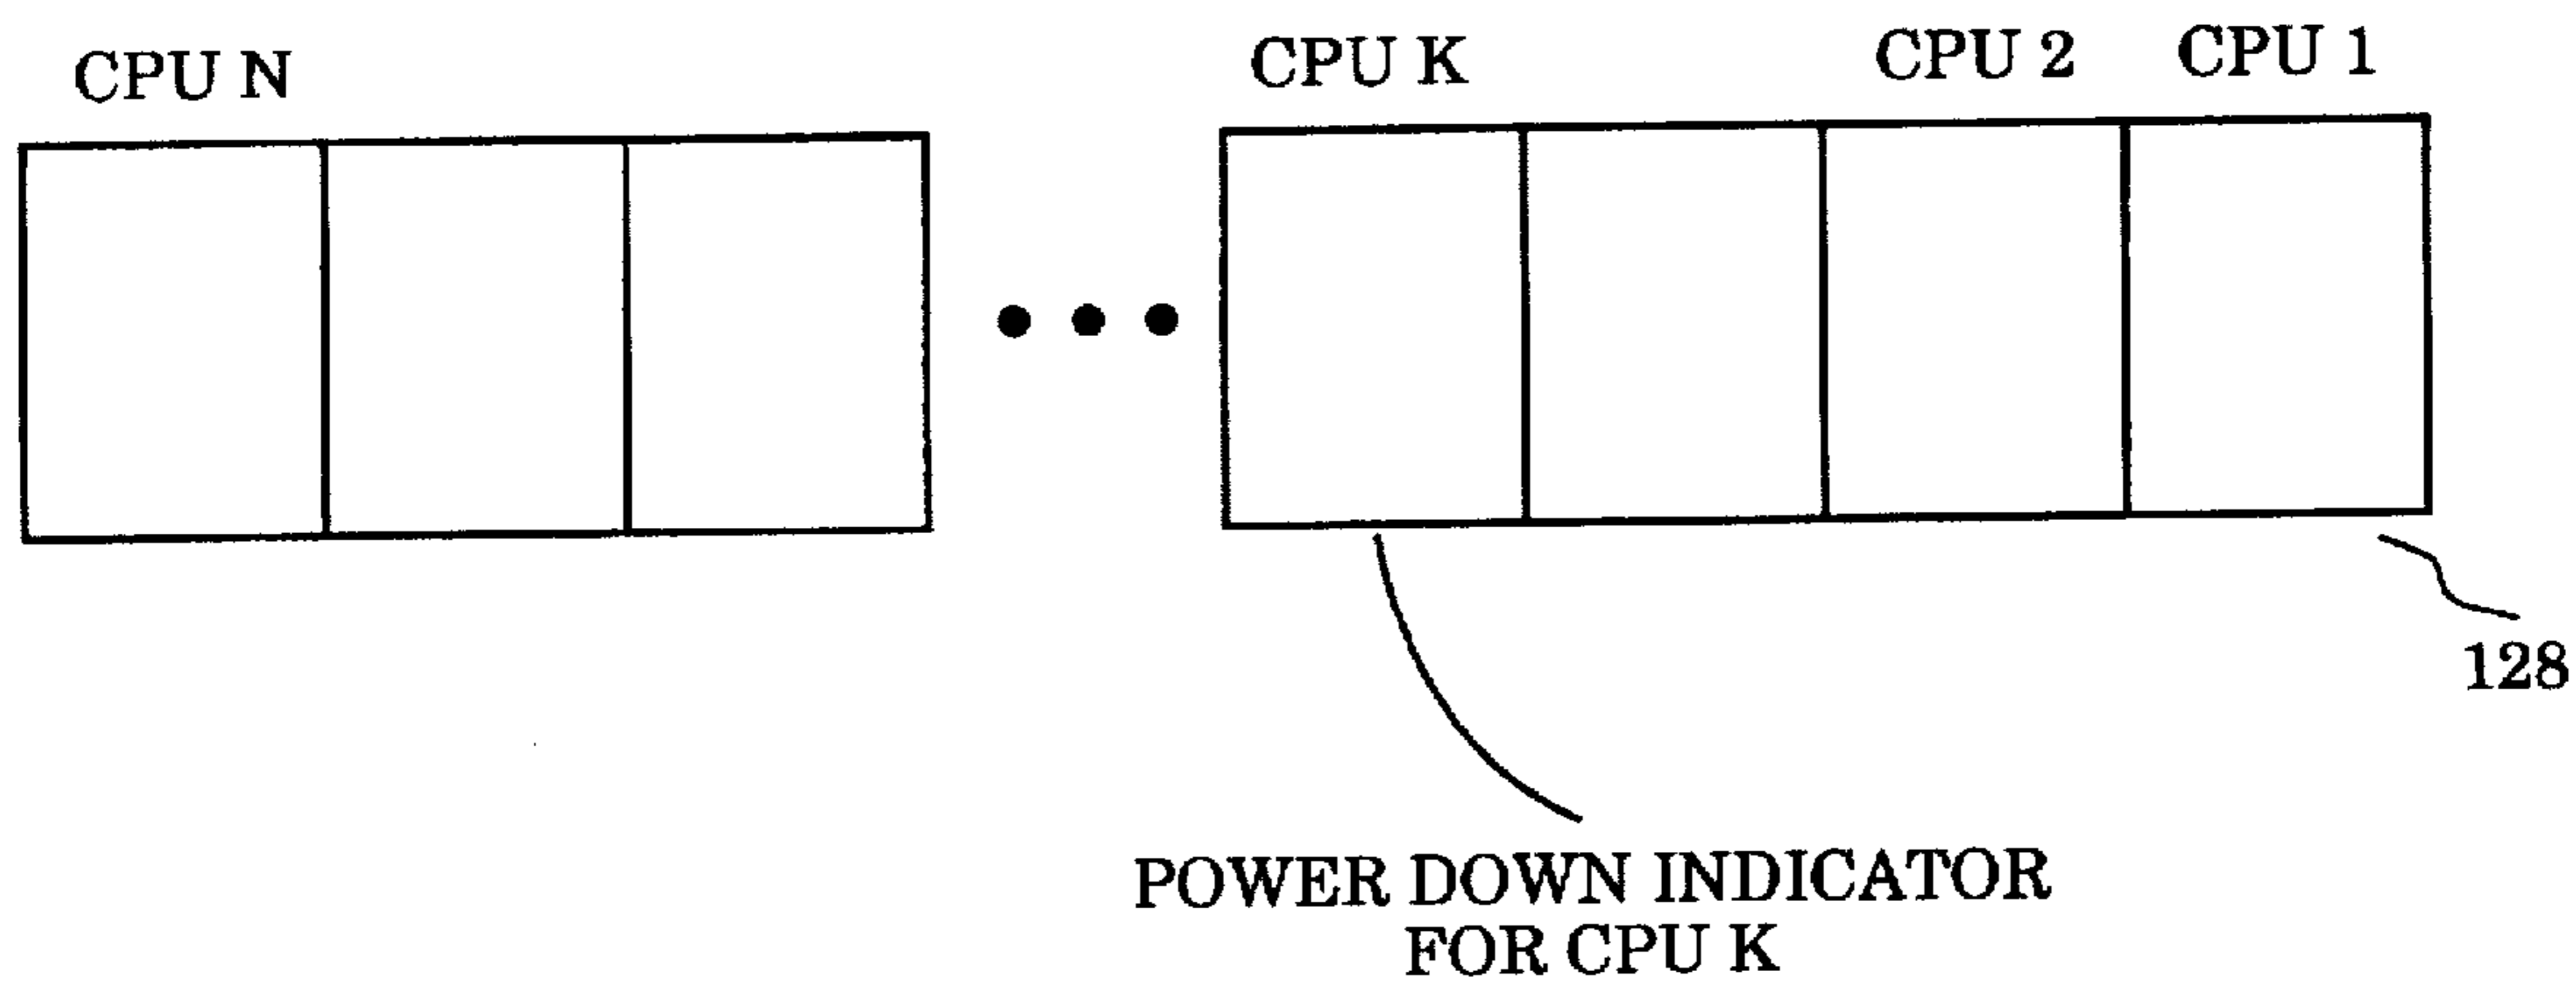 CPU N
CPU K
CPU 2
CPU 1
128
POWER DOWN INDICATOR
FOR CPU K